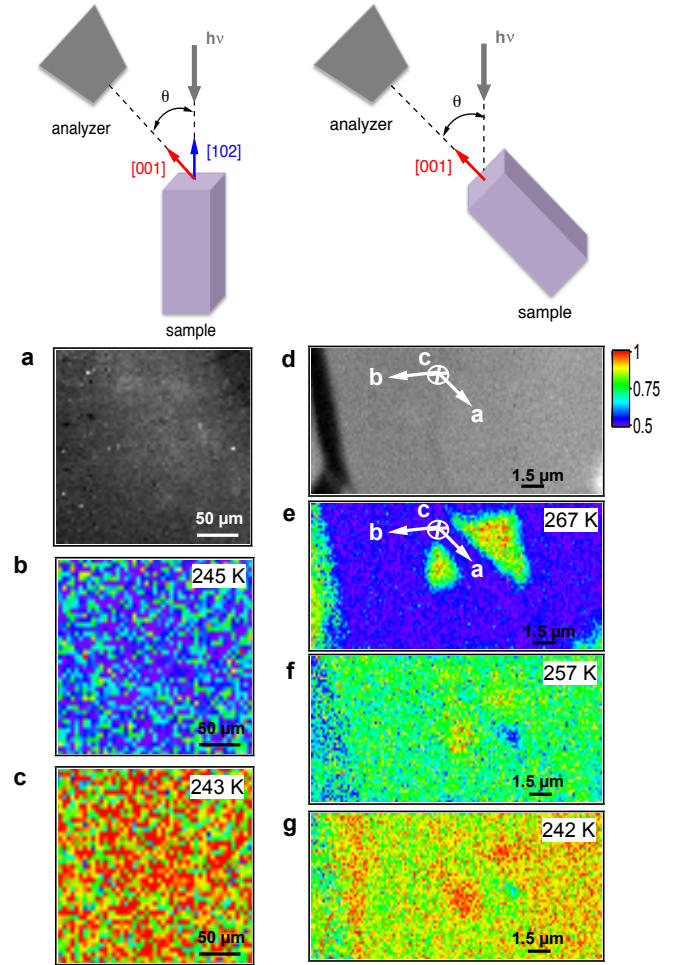 hν
θ
analyzer
[001]
[102]
sample
hν
θ
analyzer
[001]
sample
a
50 µm
b
245 K
50 µm
c
243 K
50 µm
d
c
b
a
1.5 µm
1
0.75
0.5
e
267 K
c
b
a
1.5 µm
f
257 K
1.5 µm
g
242 K
1.5 µm